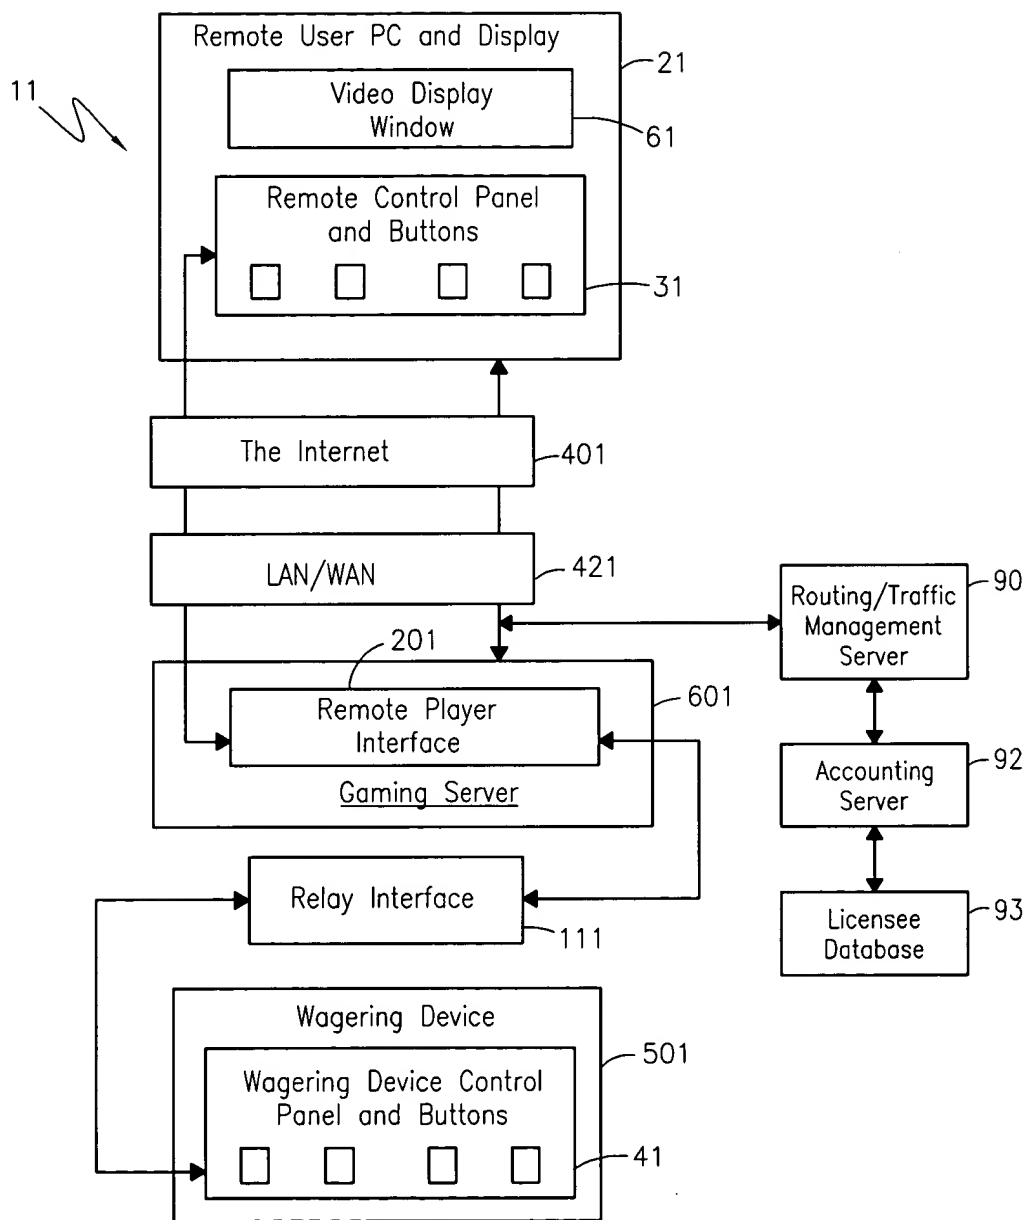 Remote User PC and Display
21
11
Video Display
Window
61
Remote Control Panel
and Buttons
31
The Internet
401
LAN/WAN
421
90
Routing/Traffic
Management
Server
201
601
Remote Player
Interface
Gaming Server
92
Accounting
Server
Relay Interface
111
93
Licensee
Database
Wagering Device
501
Wagering Device Control
Panel and Buttons
41